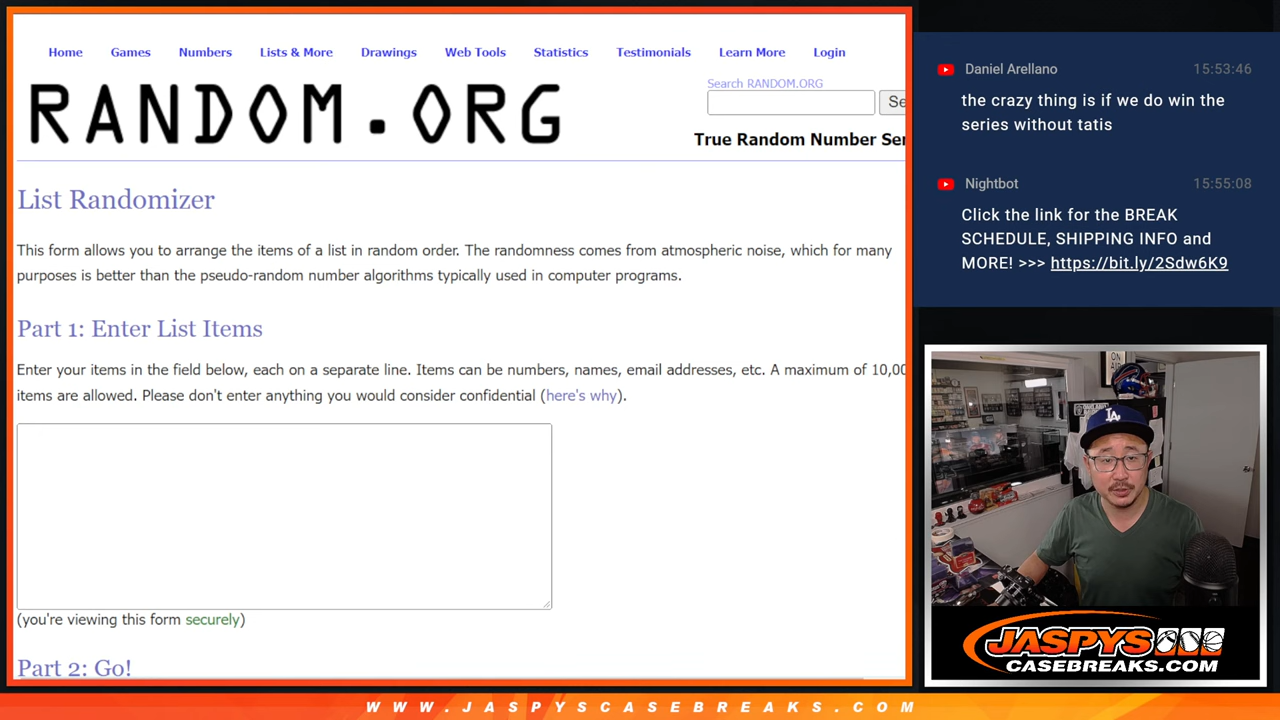 Home Games Numbers Lists & More Drawings Web Tools Statistics Testimonials Learn More Login
RANDOM.ORG
Search RANDOM.ORG
Se
True Random Number Ser
List Randomizer
This form allows you to arrange the items of a list in random order. The randomness comes from atmospheric noise, which for many
purposes is better than the pseudo-random number algorithms typically used in computer programs.
Part 1: Enter List Items
Enter your items in the field below, each on a separate line. Items can be numbers, names, email addresses, etc. A maximum of 10,00
items are allowed. Please don't enter anything you would consider confidential (here's why).
(you're viewing this form securely)
Part 2: Go!
Daniel Arellano 15:53:46
the crazy thing is if we do win the
series without tatis
Nightbot 15:55:08
Click the link for the BREAK
SCHEDULE, SHIPPING INFO and
MORE! >>> https://bit.ly/2Sdw6K9
ON
AIR
LA
JASPYS
CASEBREAKS.COM
WWW.JASPYSCASEBREAKS.COM